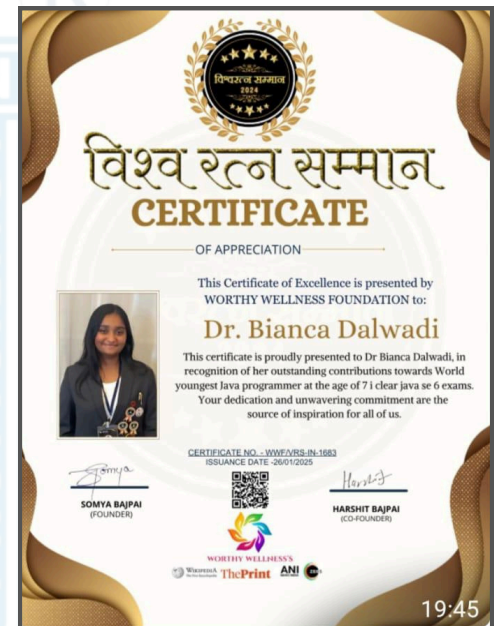 विश्वरत्न सम्मान
2024
विश्व रत्न सम्मान
CERTIFICATE
OF APPRECIATION
This Certificate of Excellence is presented by
WORTHY WELLNESS FOUNDATION to:
Dr. Bianca Dalwadi
This certificate is proudly presented to Dr Bianca Dalwadi, in
recognition of her outstanding contributions towards World
youngest Java programmer at the age of 7 i clear java se 6 exams.
Your dedication and unwavering commitment are the
source of inspiration for all of us.
CERTIFICATE NO. - WWF/VRS-IN-1683
ISSUANCE DATE -26/01/2025
Somya
Harshit
SOMYA BAJPAI
(FOUNDER)
HARSHIT BAJPAI
(CO-FOUNDER)
WORTHY WELLNESS'S
WIKIPEDIA
ThePrint
ANI
19:45